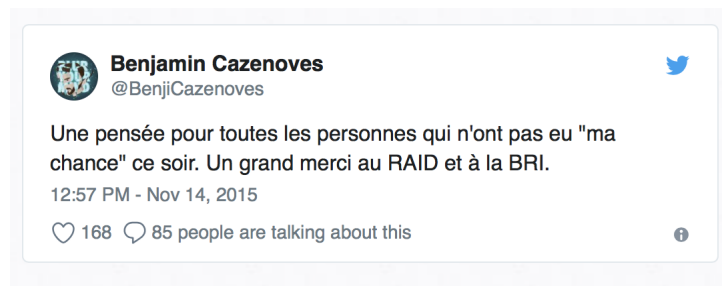 Benjamin Cazenoves
@BenjiCazenoves
Une pensée pour toutes les personnes qui n'ont pas eu "ma
chance" ce soir. Un grand merci au RAID et à la BRI.
12:57 PM - Nov 14, 2015
168 85 people are talking about this